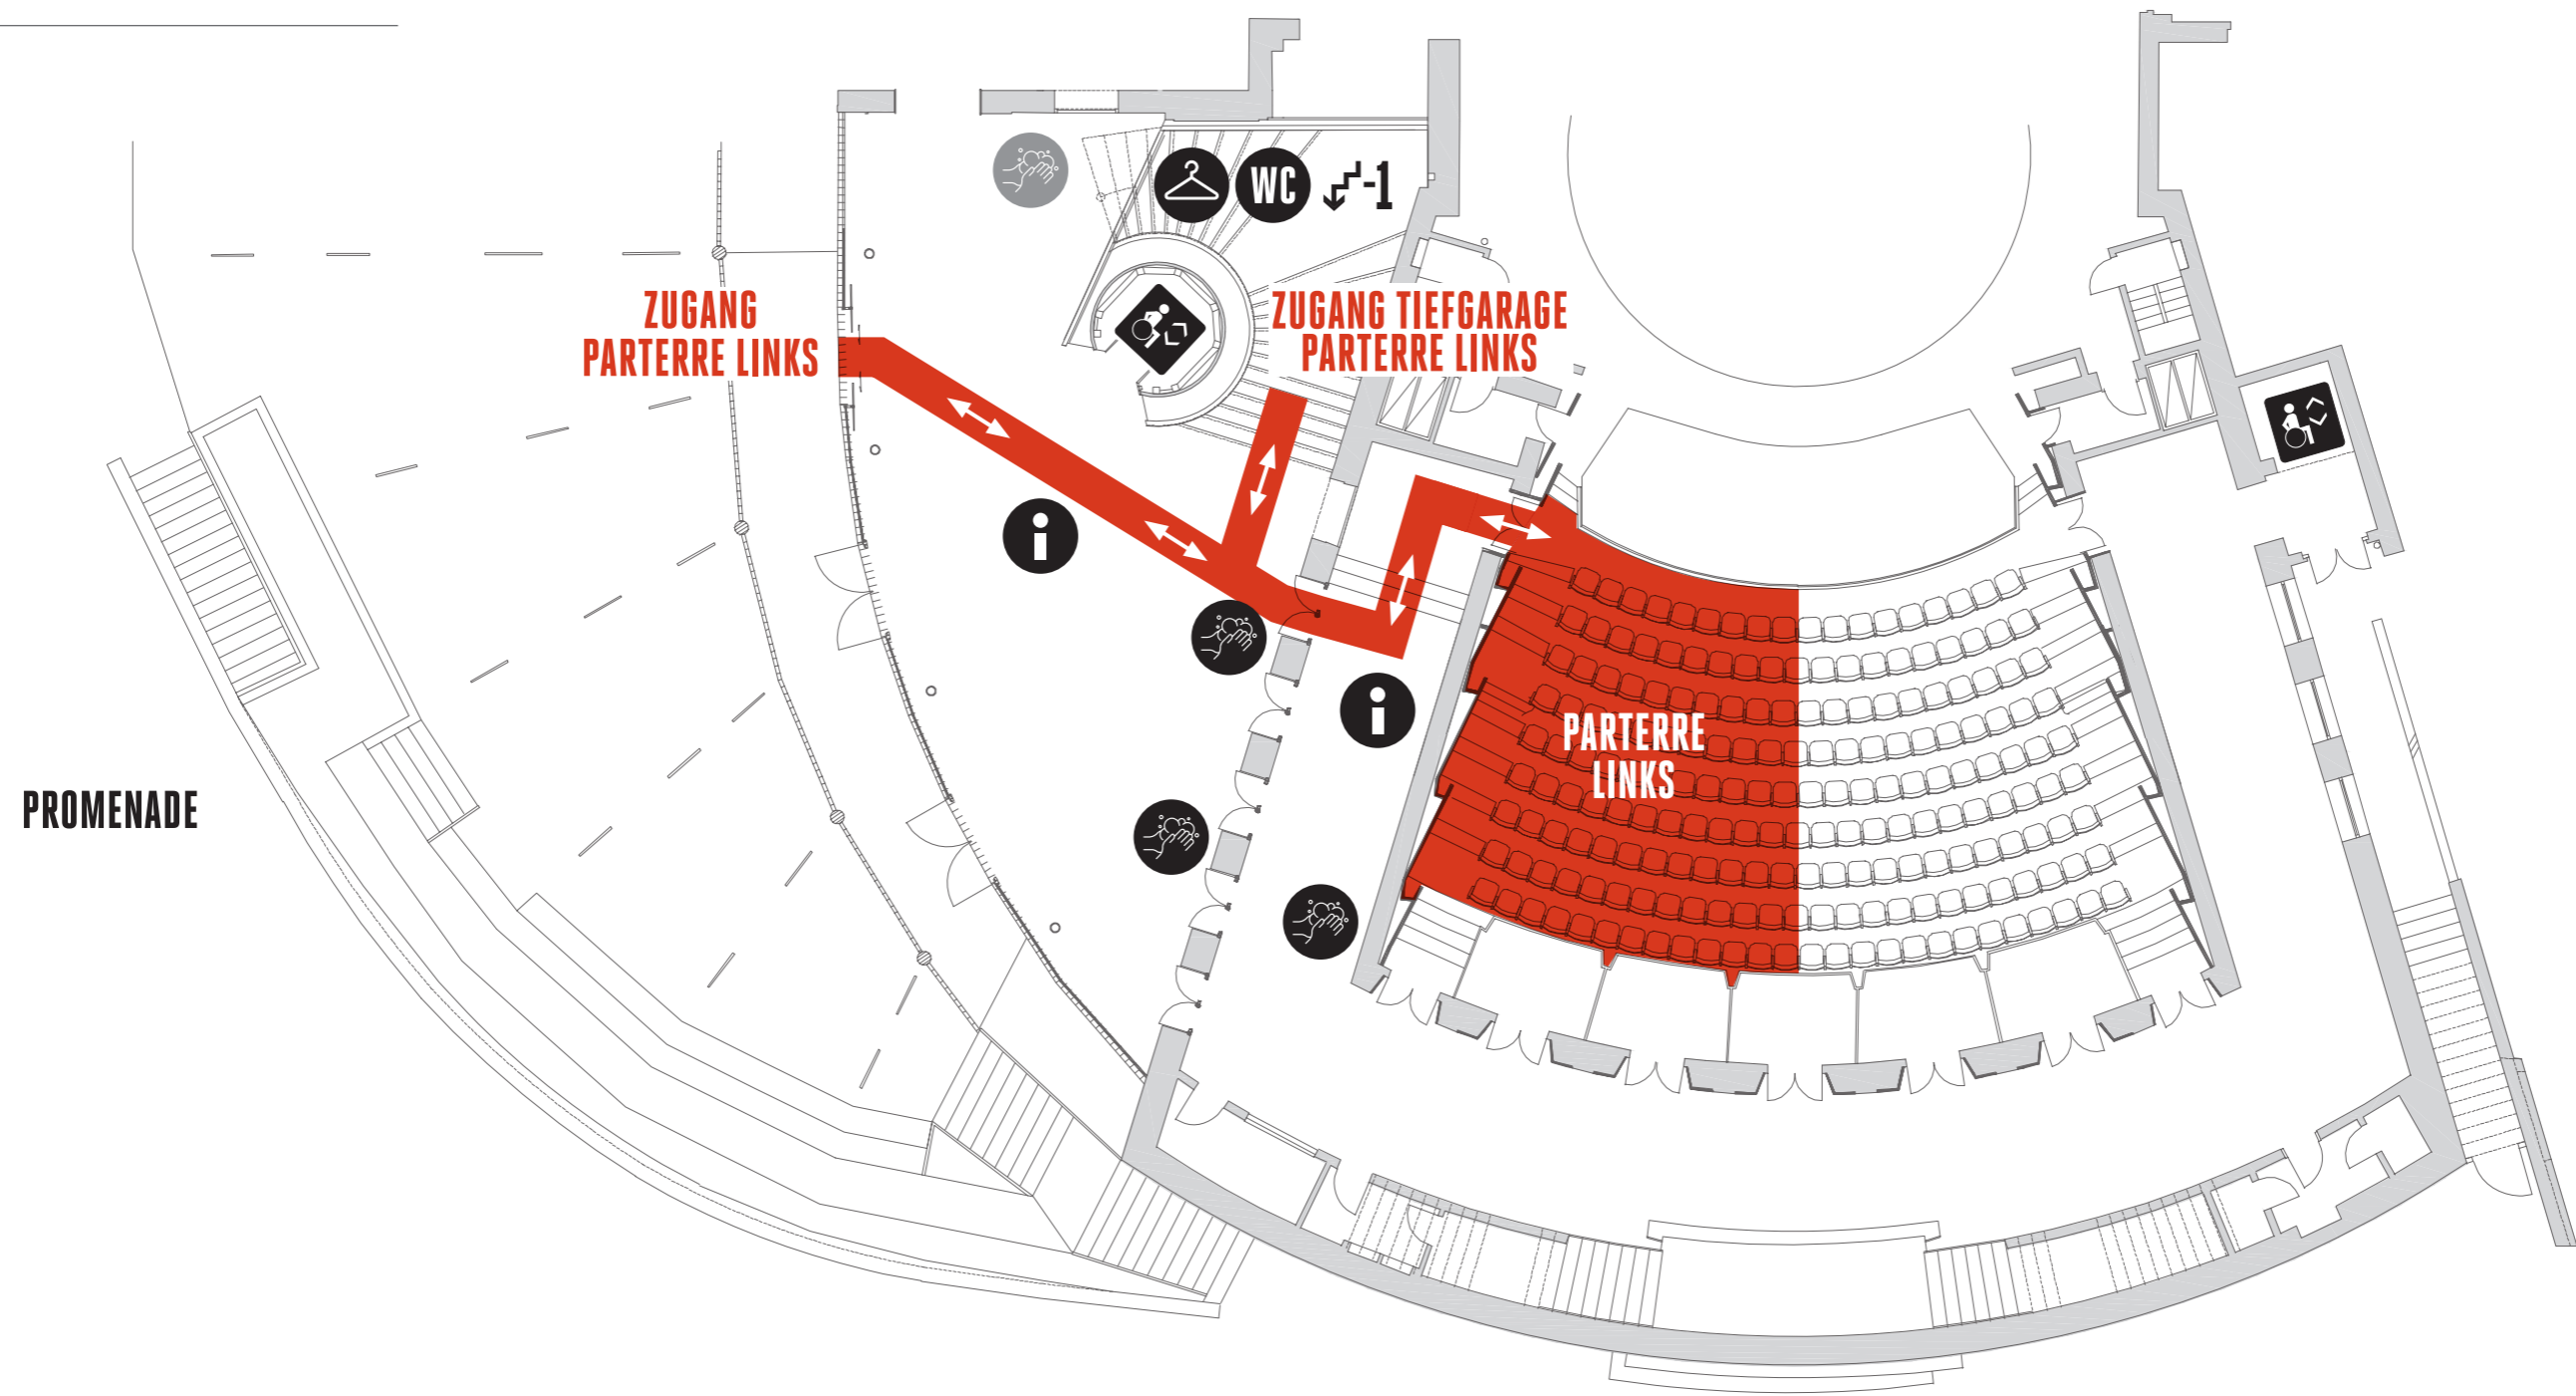 WC -1
ZUGANG
PARTERRE LINKS
ZUGANG TIEFGARAGE
PARTERRE LINKS
i
i
PARTERRE
LINKS
PROMENADE